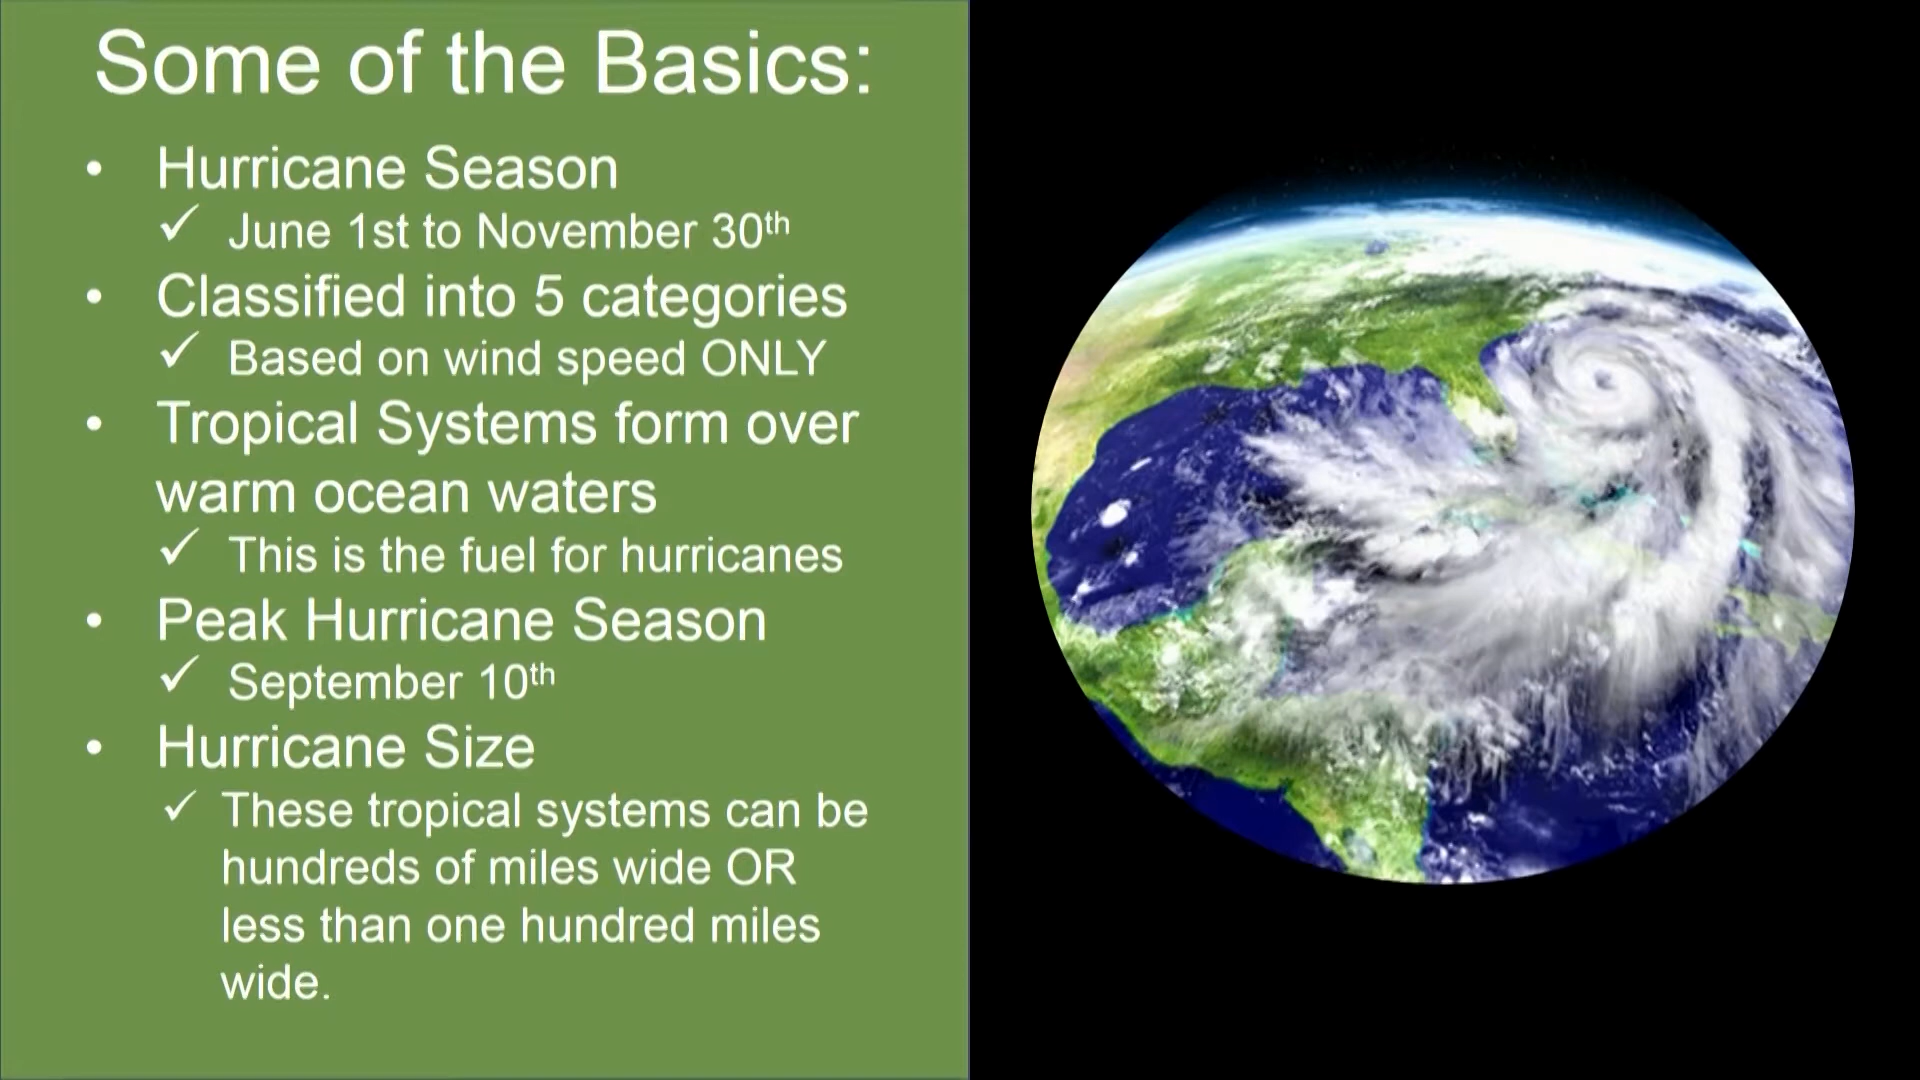 Some of the Basics:
• Hurricane Season
✓ June 1st to November 30th
• Classified into 5 categories
✓ Based on wind speed ONLY
• Tropical Systems form over
warm ocean waters
✓ This is the fuel for hurricanes
• Peak Hurricane Season
✓ September 10th
• Hurricane Size
✓ These tropical systems can be
hundreds of miles wide OR
less than one hundred miles
wide.